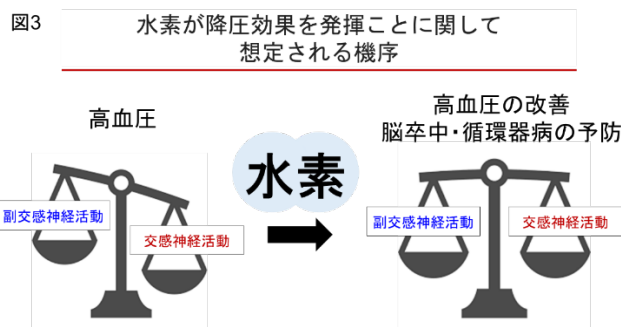 図3
水素が降圧効果を発揮ことに関して
想定される機序
高血圧
副交感神経活動
交感神経活動
水素
高血圧の改善
脳卒中・循環器病の予防
副交感神経活動
交感神経活動